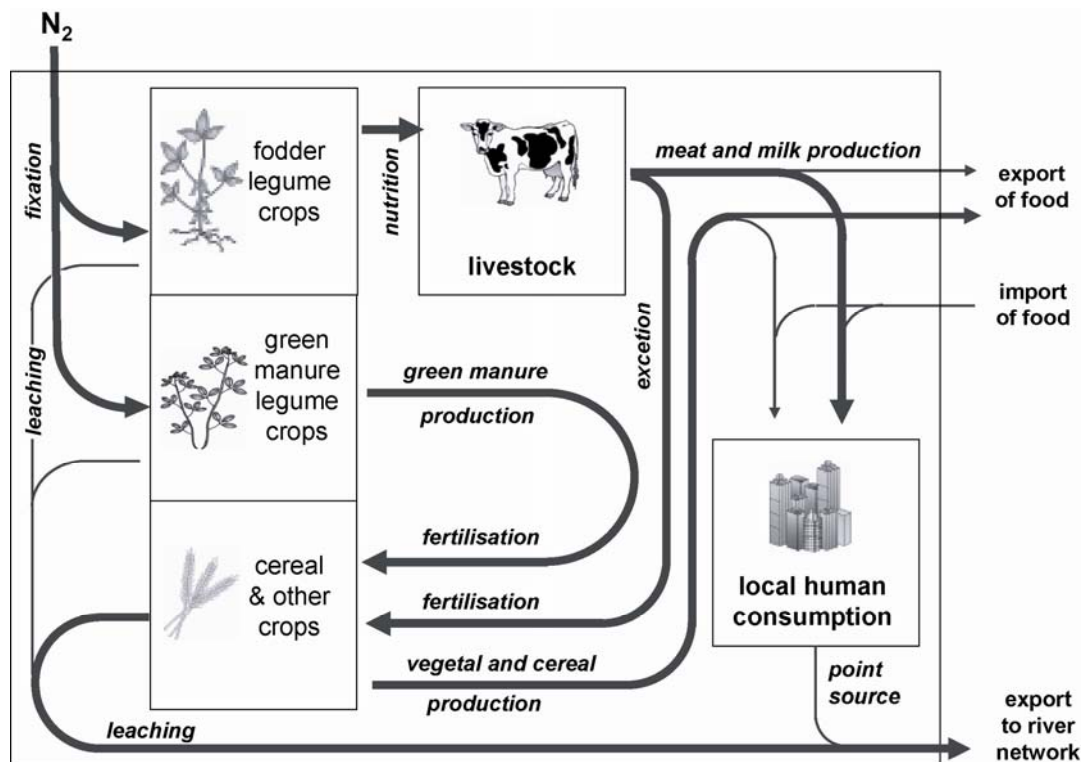 N2
fixation
leaching
fodder
legume
crops
nutrition
livestock
meat and milk production
export
of food
import
of food
excetion
green
manure
legume
crops
green manure
production
fertilisation
cereal
& other
crops
fertilisation
vegetal and cereal
production
local human
consumption
point
source
leaching
export
to river
network